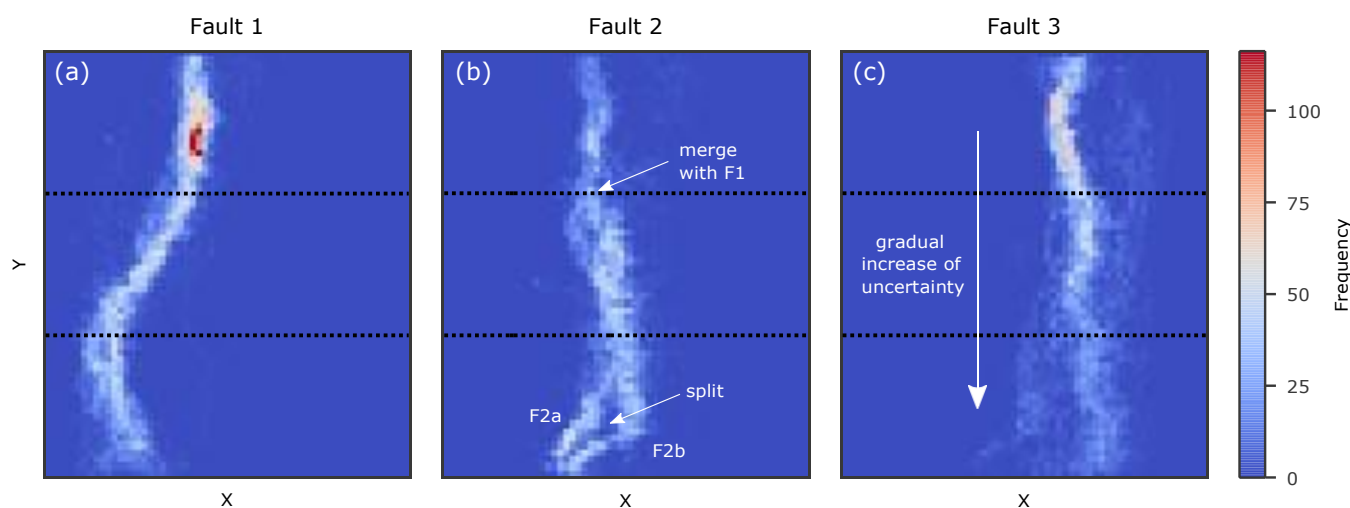 Fault 1
Fault 2
Fault 3
(a)
(b)
(c)
merge
with F1
gradual
increase of
uncertainty
split
F2a
F2b
Y
X
X
X
100
75
50
25
0
Frequency